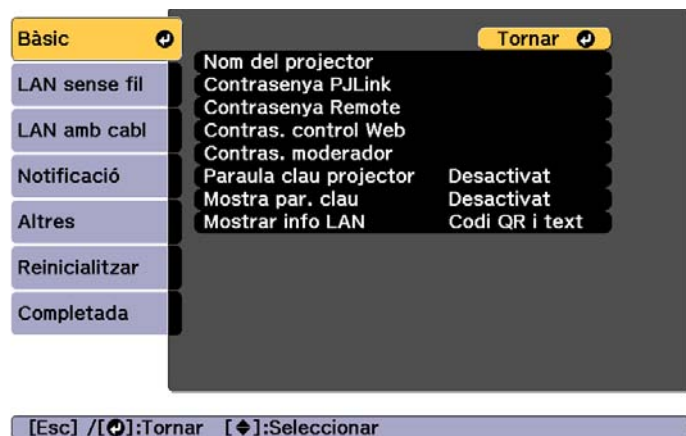 Bàsic
LAN sense fil
LAN amb cabl
Notificació
Altres
Reinicialitzar
Completada
Tornar
Nom del projector
Contrasenya PJLink
Contrasenya Remote
Contras. control Web
Contras. moderador
Paraula clau projector Desactivat
Mostra par. clau Desactivat
Mostrar info LAN Codi QR i text
[Esc] /[ ]:Tornar [ ]:Seleccionar